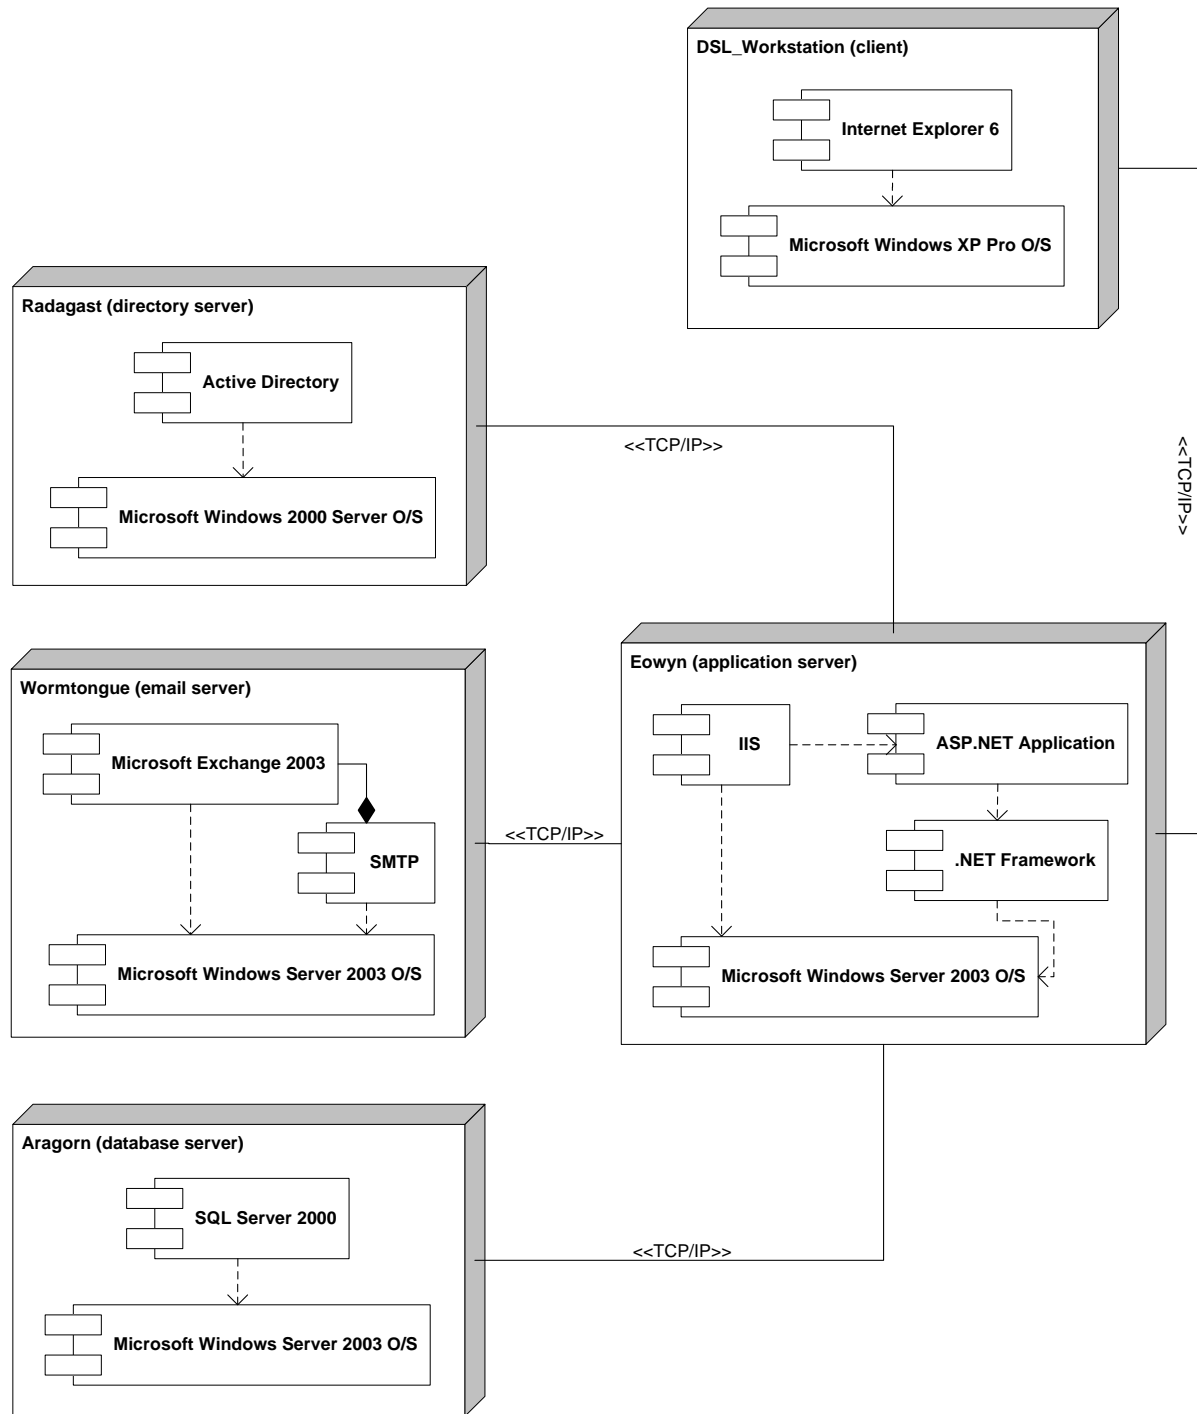 DSL_Workstation (client)
Internet Explorer 6
Microsoft Windows XP Pro O/S
Radagast (directory server)
Active Directory
Microsoft Windows 2000 Server O/S
<<TCP/IP>>
<<TCP/IP>>
Wormtongue (email server)
Microsoft Exchange 2003
SMTP
Microsoft Windows Server 2003 O/S
<<TCP/IP>>
Eowyn (application server)
IIS
ASP.NET Application
.NET Framework
Microsoft Windows Server 2003 O/S
Aragorn (database server)
SQL Server 2000
Microsoft Windows Server 2003 O/S
<<TCP/IP>>